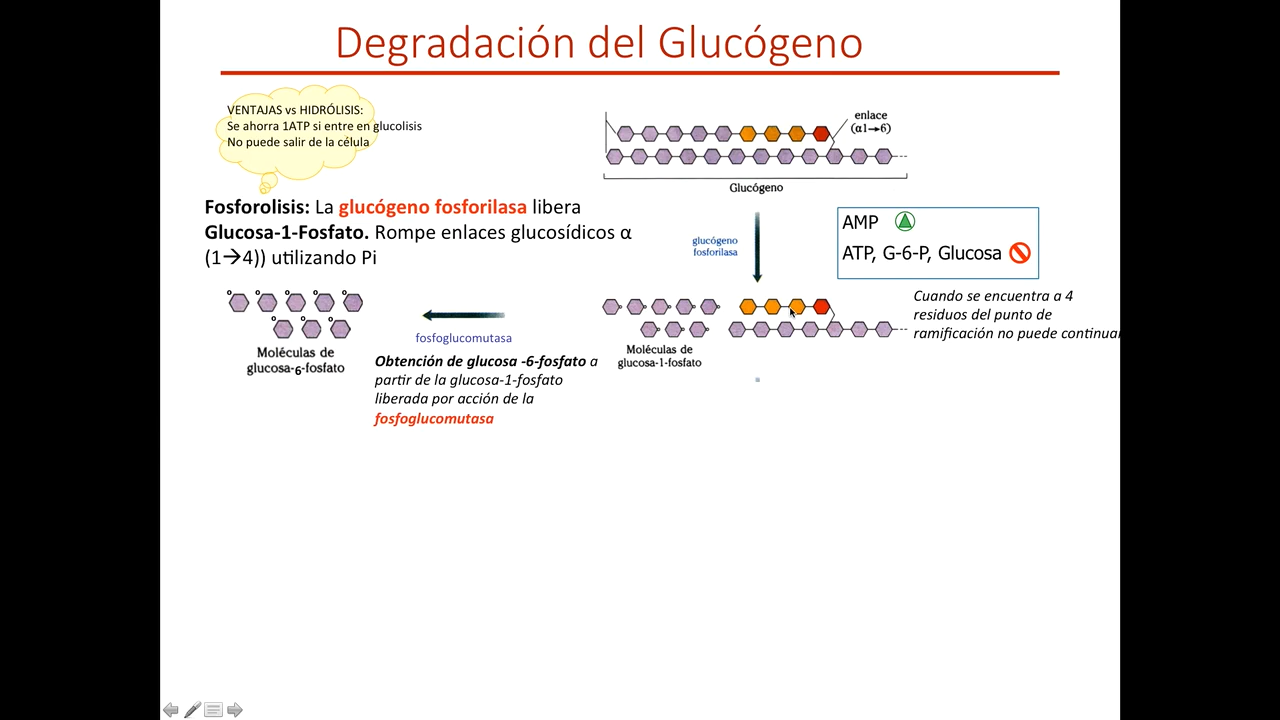 Degradación del Glucógeno
VENTAJAS vs HIDRÓLISIS:
Se ahorra 1ATP si entre en glucolisis
No puede salir de la célula
enlace
(α1→6)
Glucógeno
Fosforolisis: La glucógeno fosforilasa libera
Glucosa-1-Fosfato. Rompe enlaces glucosídicos α
(1→4)) utilizando Pi
glucógeno
fosforilasa
AMP
ATP, G-6-P, Glucosa
Cuando se encuentra a 4
residuos del punto de
ramificación no puede continuar
fosfoglucomutasa
Moléculas de
glucosa-6-fosfato
Moléculas de
glucosa-1-fosfato
Obtención de glucosa -6-fosfato a
partir de la glucosa-1-fosfato
liberada por acción de la
fosfoglucomutasa